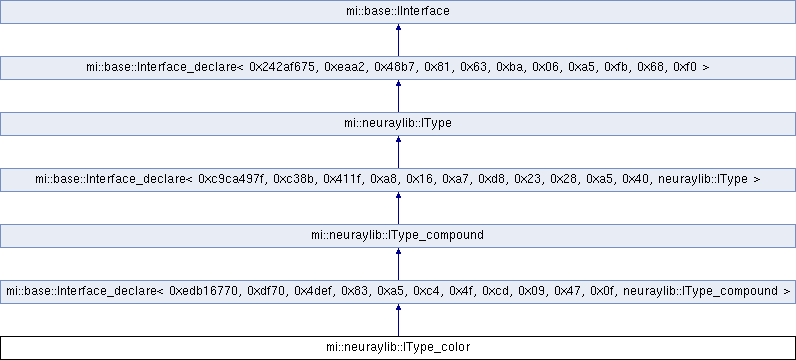 mi::base::IInterface
mi::base::Interface_declare< 0x242af675, 0xeaa2, 0x48b7, 0x81, 0x63, 0xba, 0x06, 0xa5, 0xfb, 0x68, 0xf0 >
mi::neuraylib::IType
mi::base::Interface_declare< 0xc9ca497f, 0xc38b, 0x411f, 0xa8, 0x16, 0xa7, 0xd8, 0x23, 0x28, 0xa5, 0x40, neuraylib::IType >
mi::neuraylib::IType_compound
mi::base::Interface_declare< 0xedb16770, 0xdf70, 0x4def, 0x83, 0xa5, 0xc4, 0x4f, 0xcd, 0x09, 0x47, 0x0f, neuraylib::IType_compound >
mi::neuraylib::IType_color